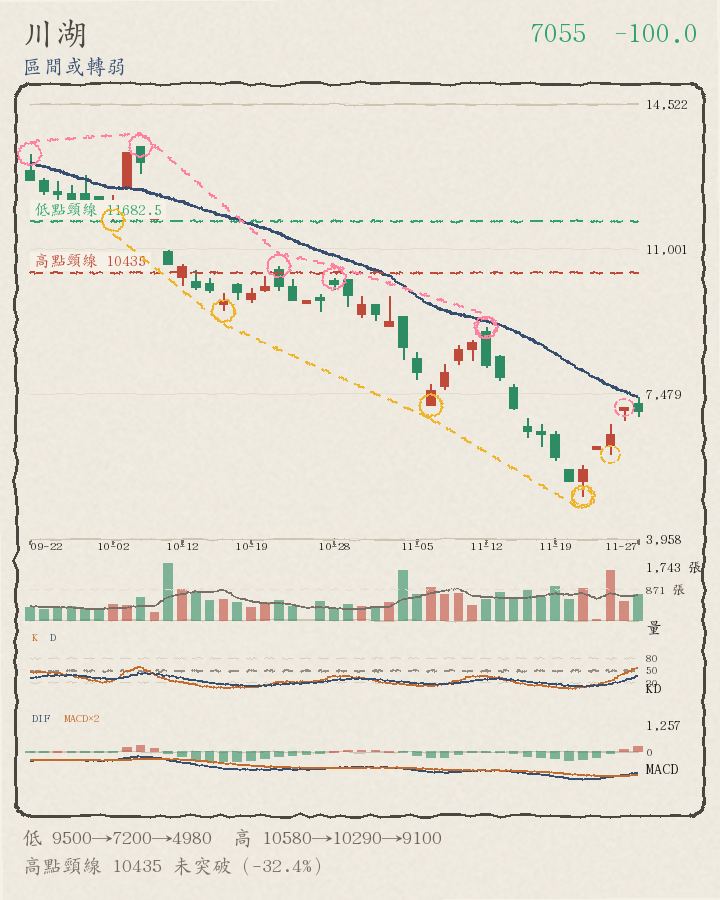 川湖
7055 -100.0
區間或轉弱
14,522
低點頸線 11682.5
11,001
高點頸線 10435
7,479
3,958
09-22 10-02 10-12 10-19 10-28 11-05 11-12 11-19 11-27
1,743 張
871 張
量
K D
80
50
20
KD
DIF MACD×2
1,257
0
MACD
低 9500→7200→4980 高 10580→10290→9100
高點頸線 10435 未突破 (-32.4%)